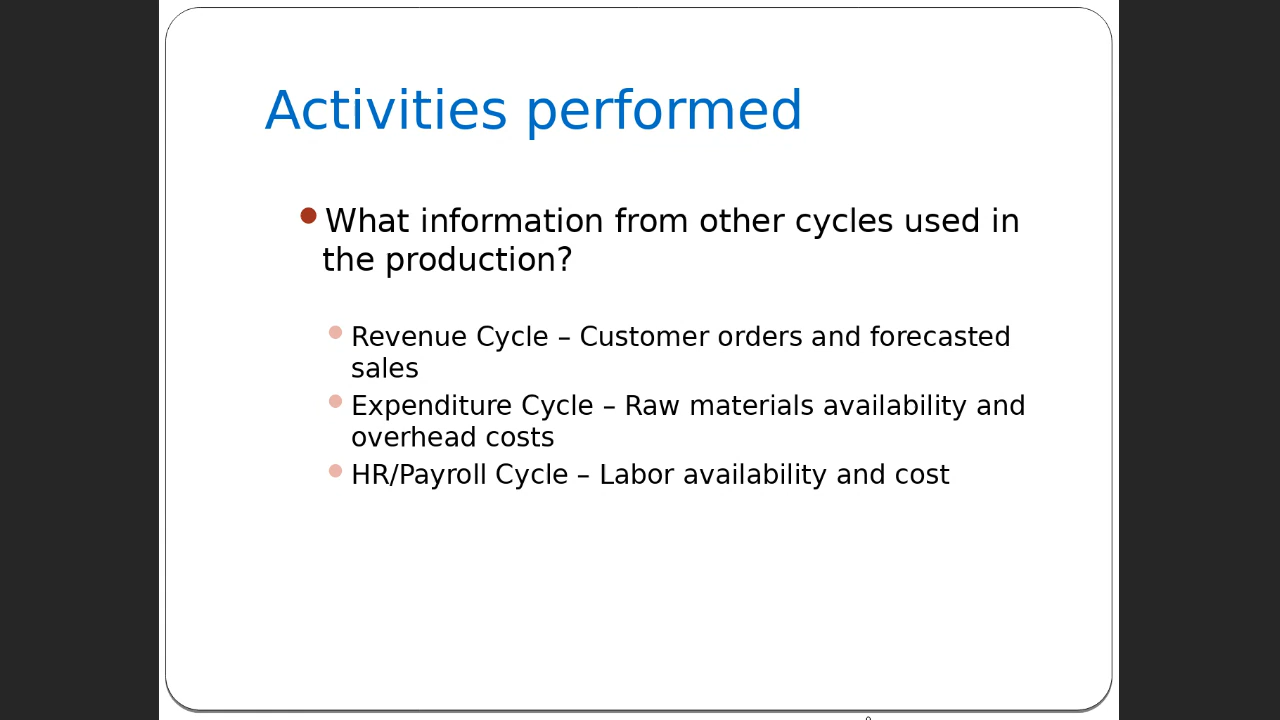 Activities performed
What information from other cycles used in
the production?
Revenue Cycle – Customer orders and forecasted
sales
Expenditure Cycle – Raw materials availability and
overhead costs
HR/Payroll Cycle – Labor availability and cost